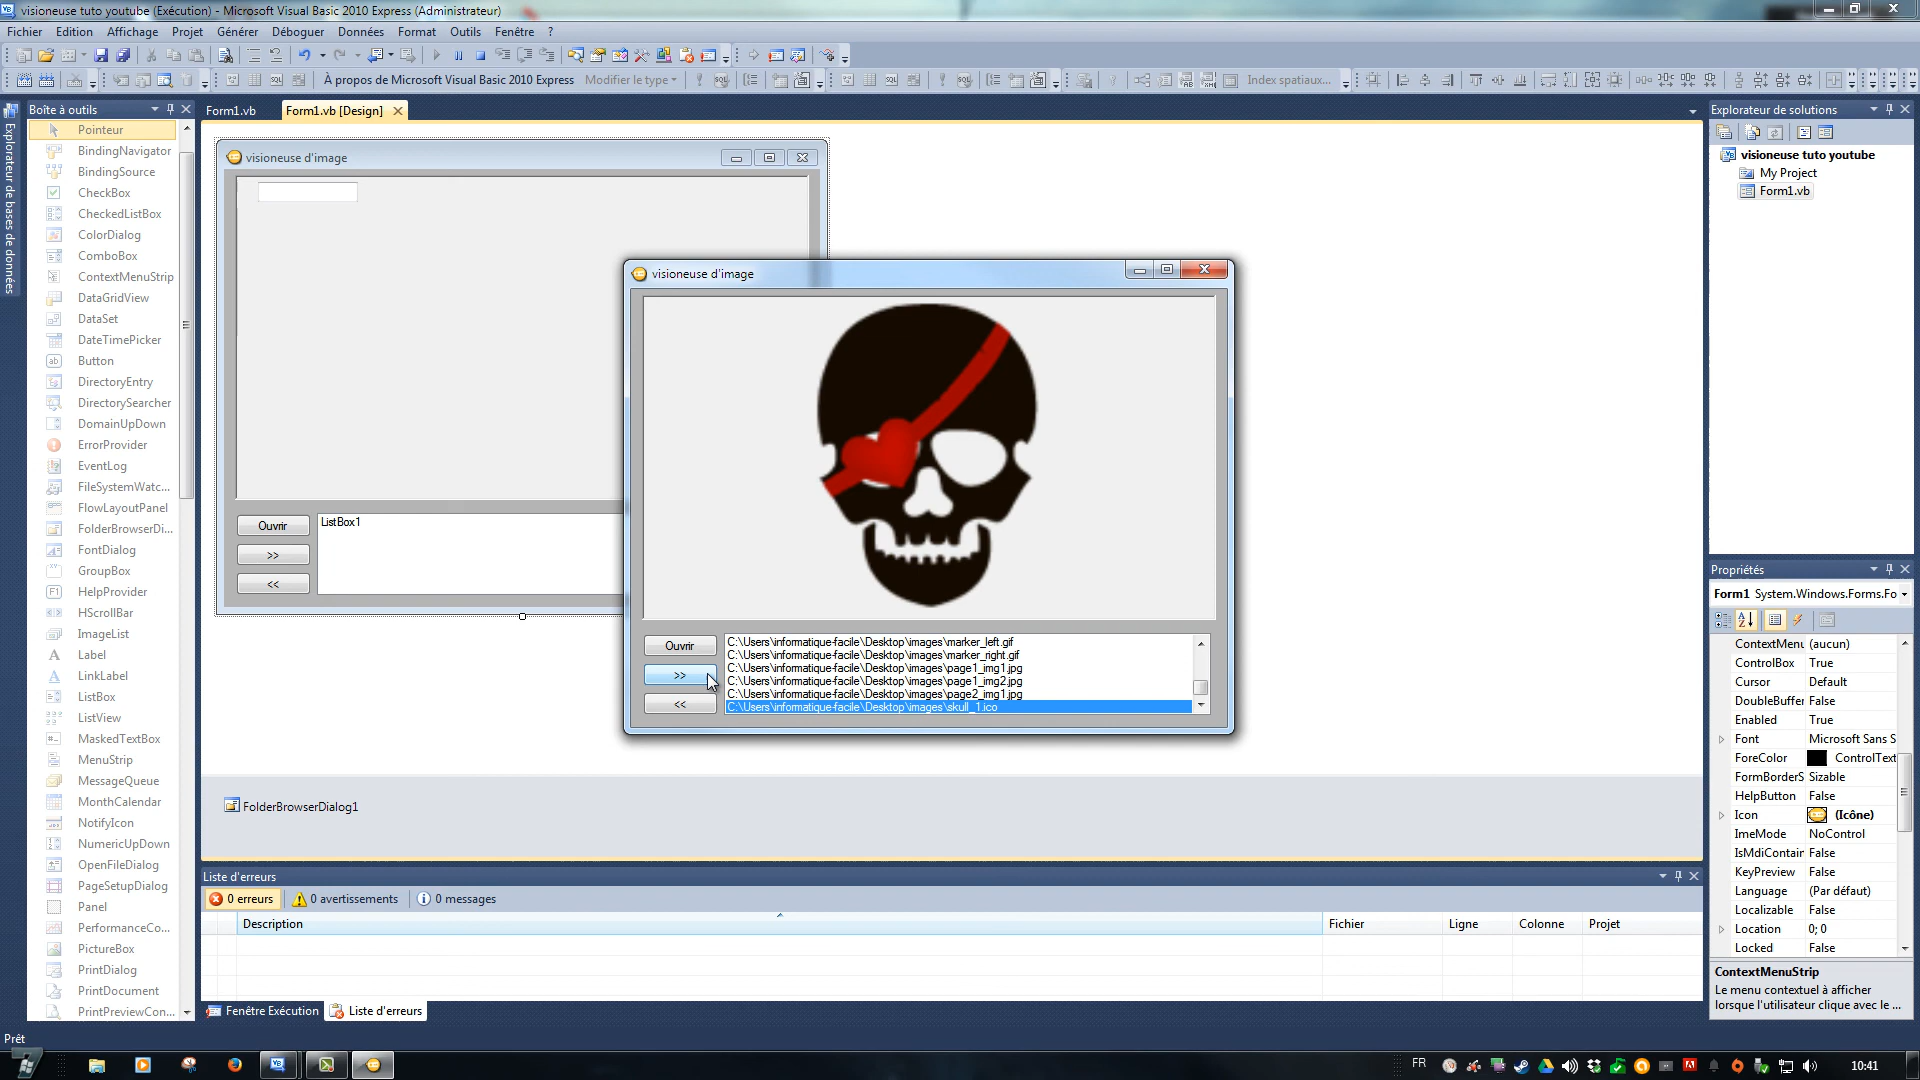 visioneuse tuto youtube (Exécution) - Microsoft Visual Basic 2010 Express (Administrateur)
Fichier Edition Affichage Projet Générer Déboguer Données Format Outils Fenêtre ?
À propos de Microsoft Visual Basic 2010 Express Modifier le type Index spatiaux...
Explorateur de bases de données
Boîte à outils
Pointeur
BindingNavigator
BindingSource
CheckBox
CheckedListBox
ColorDialog
ComboBox
ContextMenuStrip
DataGridView
DataSet
DateTimePicker
Button
DirectoryEntry
DirectorySearcher
DomainUpDown
ErrorProvider
EventLog
FileSystemWatc...
FlowLayoutPanel
FolderBrowserDi...
FontDialog
GroupBox
HelpProvider
HScrollBar
ImageList
Label
LinkLabel
ListBox
ListView
MaskedTextBox
MenuStrip
MessageQueue
MonthCalendar
NotifyIcon
NumericUpDown
OpenFileDialog
PageSetupDialog
Panel
PerformanceCo...
PictureBox
PrintDialog
PrintDocument
PrintPreviewCon...
Form1.vb Form1.vb [Design]
visioneuse d'image
Ouvrir
>>
<<
ListBox1
visioneuse d'image
Ouvrir
>>
<<
C:\Users\informatique-facile\Desktop\images\marker_left.gif
C:\Users\informatique-facile\Desktop\images\marker_right.gif
C:\Users\informatique-facile\Desktop\images\page1_img1.jpg
C:\Users\informatique-facile\Desktop\images\page1_img2.jpg
C:\Users\informatique-facile\Desktop\images\page2_img1.jpg
C:\Users\informatique-facile\Desktop\images\skull_1.ico
FolderBrowserDialog1
Liste d'erreurs
0 erreurs 0 avertissements 0 messages
Description Fichier Ligne Colonne Projet
Fenêtre Exécution Liste d'erreurs
Explorateur de solutions
visioneuse tuto youtube
My Project
Form1.vb
Propriétés
Form1 System.Windows.Forms.Fo
ContextMenu (aucun)
ControlBox True
Cursor Default
DoubleBuffer False
Enabled True
Font Microsoft Sans S
ForeColor ControlText
FormBorderS Sizable
HelpButton False
Icon (Icône)
ImeMode NoControl
IsMdiContain False
KeyPreview False
Language (Par défaut)
Localizable False
Location 0; 0
Locked False
ContextMenuStrip
Le menu contextuel à afficher
lorsque l'utilisateur clique avec le ...
Prêt
FR 10:41